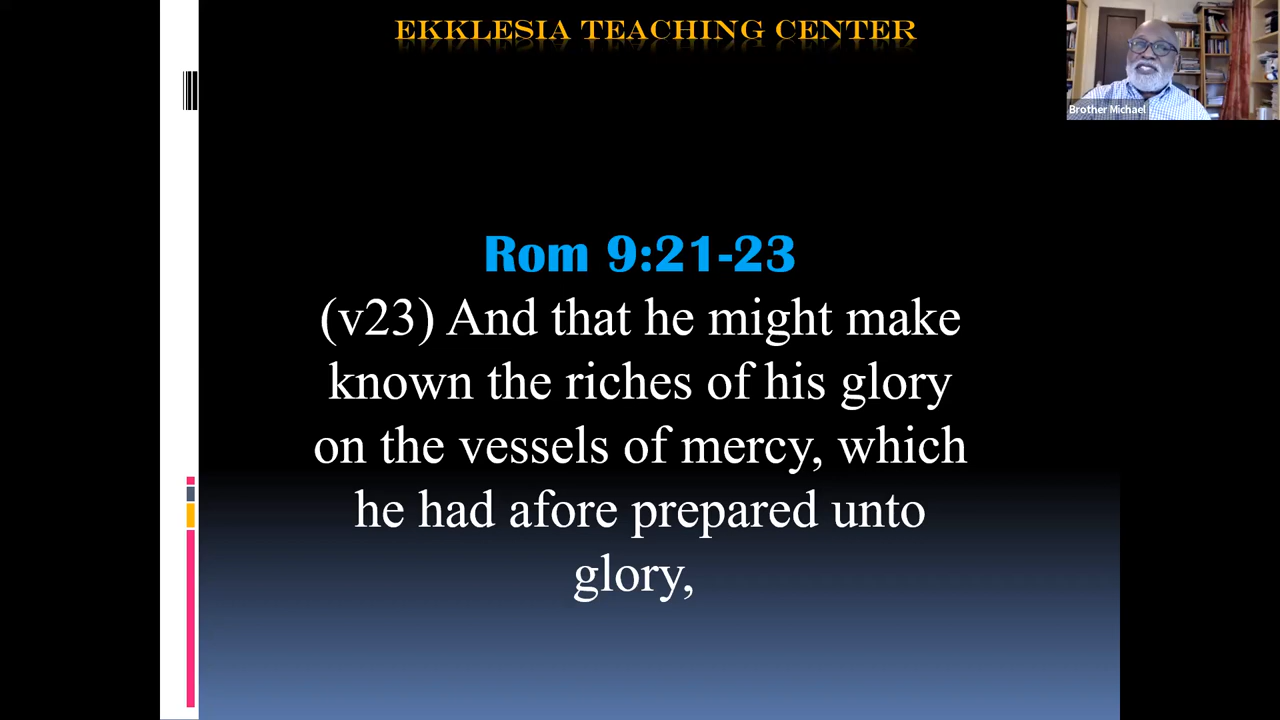 EKKLESIA TEACHING CENTER
Brother Michael
Rom 9:21-23
(v23) And that he might make
known the riches of his glory
on the vessels of mercy, which
he had afore prepared unto
glory,